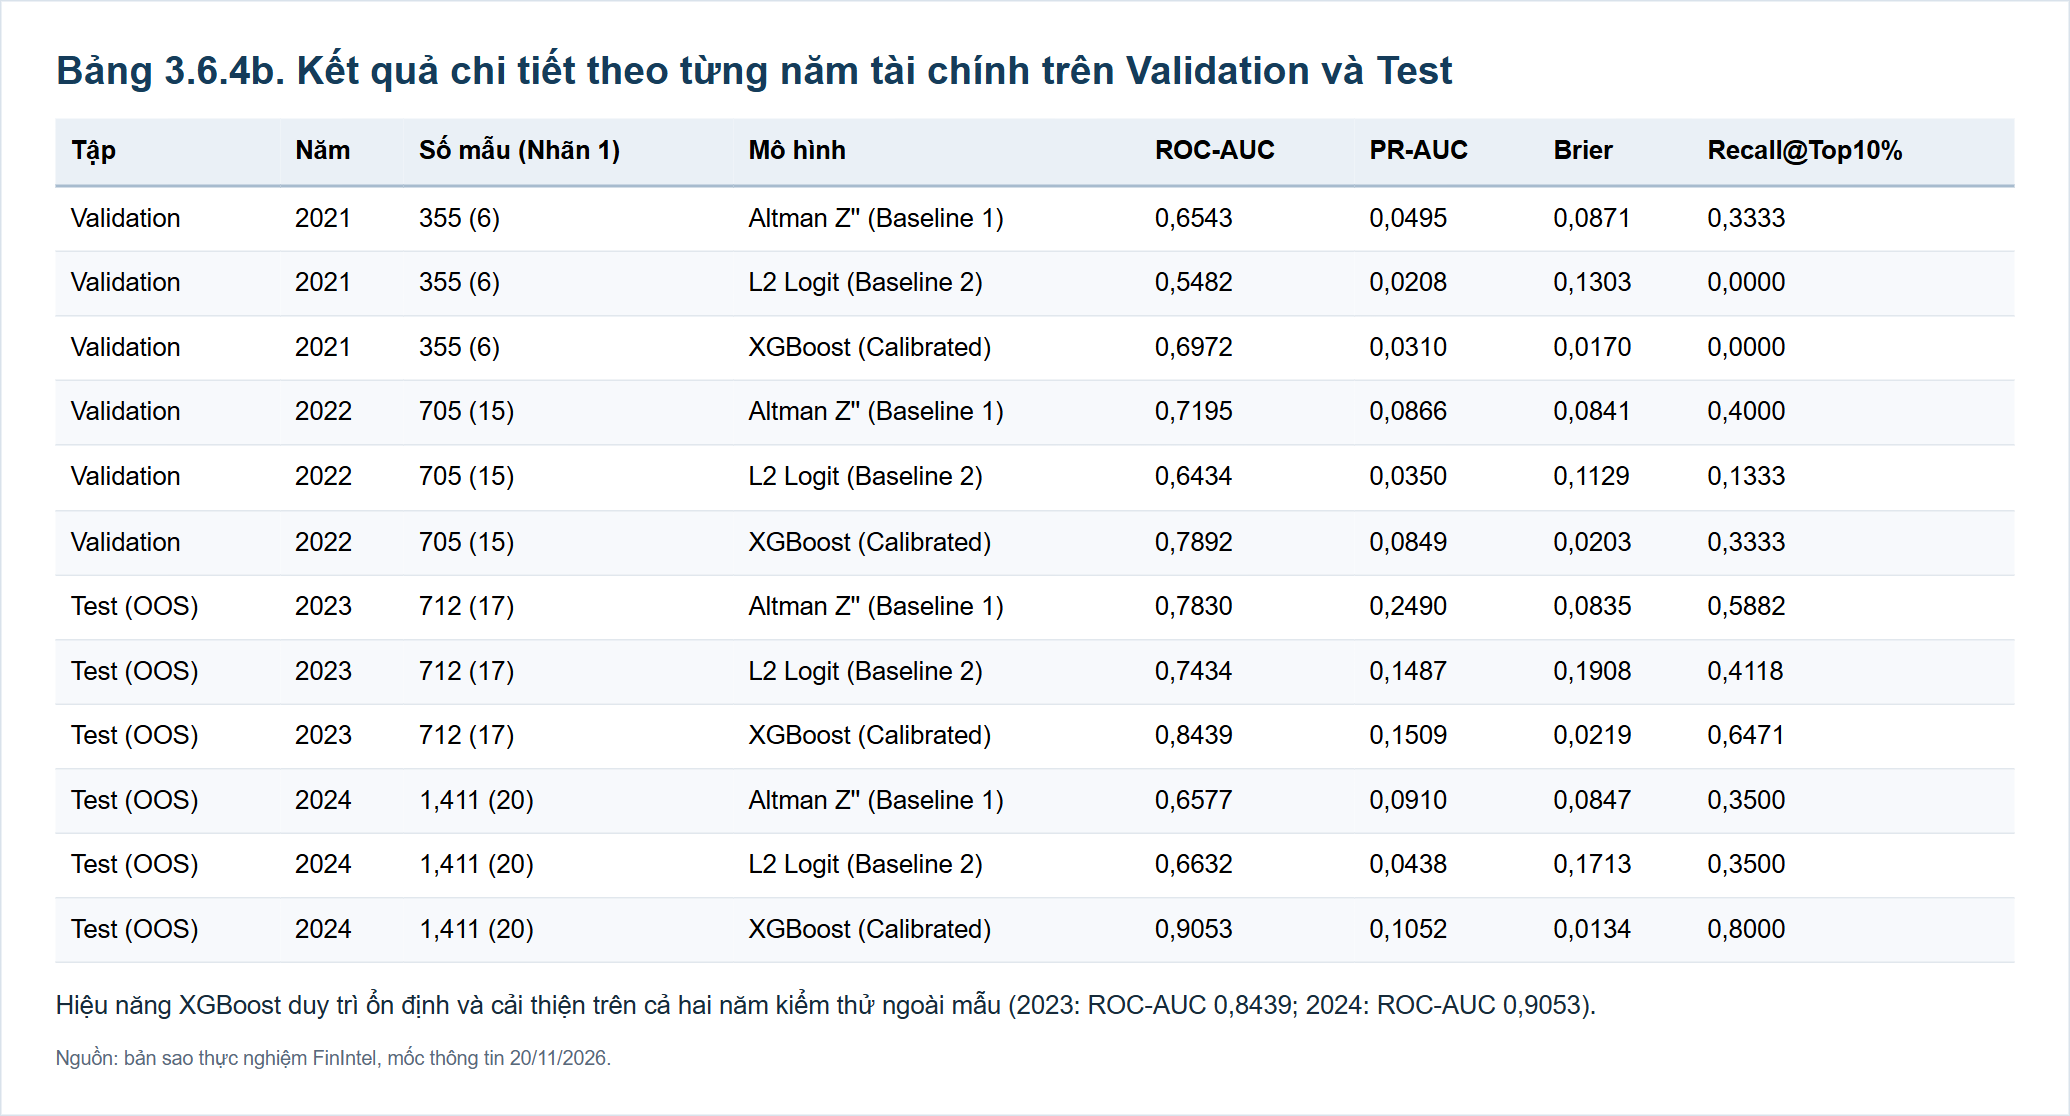 Bảng 3.6.4b. Kết quả chi tiết theo từng năm tài chính trên Validation và Test
Tập Năm Số mẫu (Nhãn 1) Mô hình ROC-AUC PR-AUC Brier Recall@Top10%
Validation 2021 355 (6) Altman Z" (Baseline 1) 0,6543 0,0495 0,0871 0,3333
Validation 2021 355 (6) L2 Logit (Baseline 2) 0,5482 0,0208 0,1303 0,0000
Validation 2021 355 (6) XGBoost (Calibrated) 0,6972 0,0310 0,0170 0,0000
Validation 2022 705 (15) Altman Z" (Baseline 1) 0,7195 0,0866 0,0841 0,4000
Validation 2022 705 (15) L2 Logit (Baseline 2) 0,6434 0,0350 0,1129 0,1333
Validation 2022 705 (15) XGBoost (Calibrated) 0,7892 0,0849 0,0203 0,3333
Test (OOS) 2023 712 (17) Altman Z" (Baseline 1) 0,7830 0,2490 0,0835 0,5882
Test (OOS) 2023 712 (17) L2 Logit (Baseline 2) 0,7434 0,1487 0,1908 0,4118
Test (OOS) 2023 712 (17) XGBoost (Calibrated) 0,8439 0,1509 0,0219 0,6471
Test (OOS) 2024 1,411 (20) Altman Z" (Baseline 1) 0,6577 0,0910 0,0847 0,3500
Test (OOS) 2024 1,411 (20) L2 Logit (Baseline 2) 0,6632 0,0438 0,1713 0,3500
Test (OOS) 2024 1,411 (20) XGBoost (Calibrated) 0,9053 0,1052 0,0134 0,8000
Hiệu năng XGBoost duy trì ổn định và cải thiện trên cả hai năm kiểm thử ngoài mẫu (2023: ROC-AUC 0,8439; 2024: ROC-AUC 0,9053).
Nguồn: bản sao thực nghiệm FinIntel, mốc thông tin 20/11/2026.